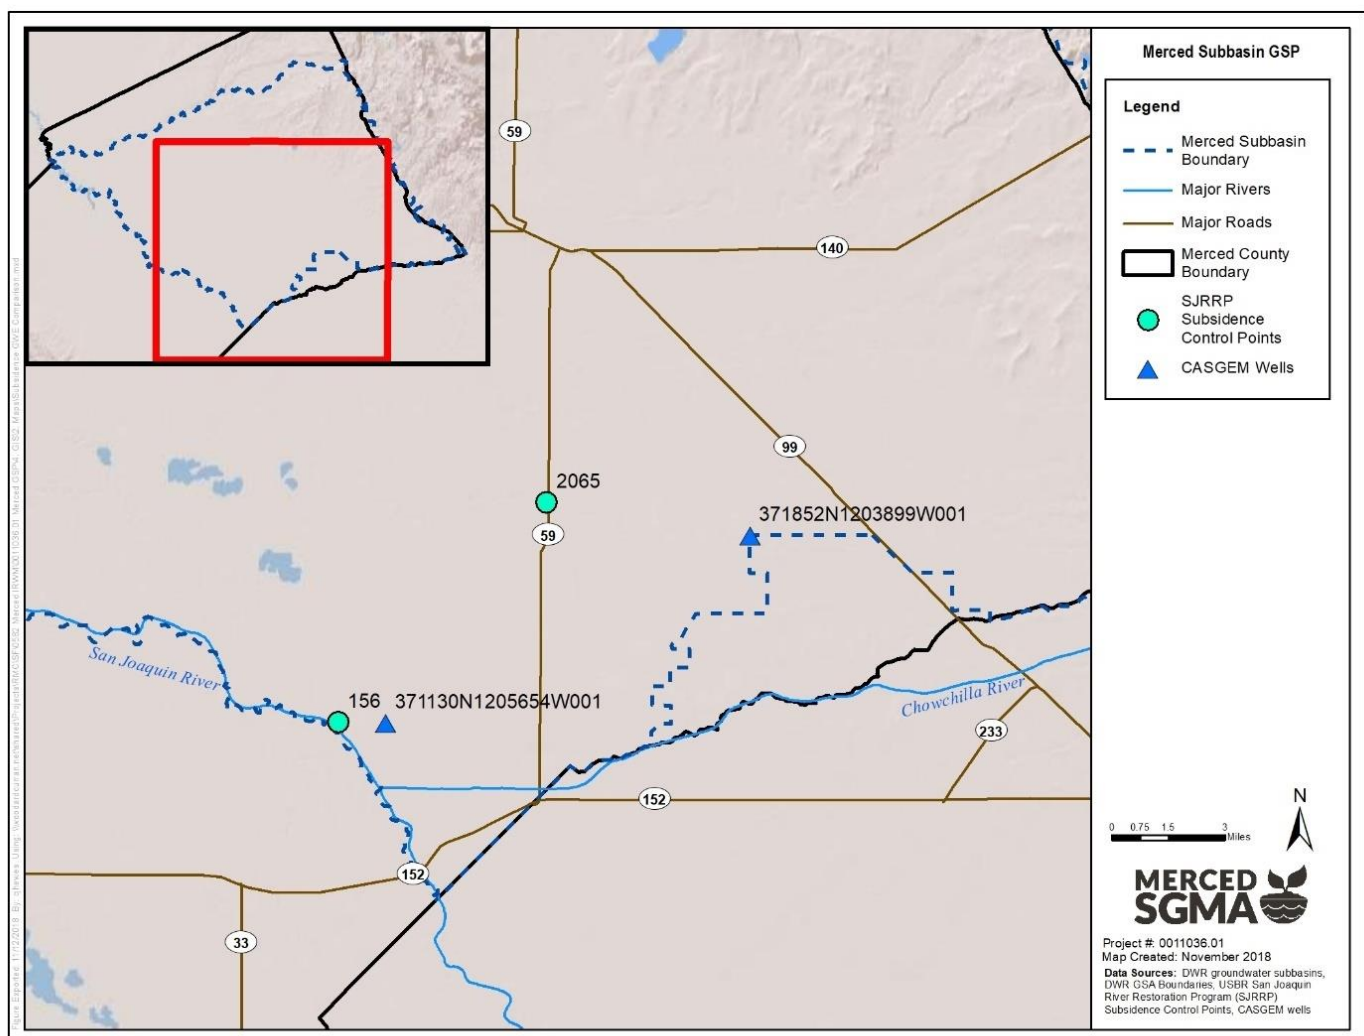 Merced Subbasin GSP
Legend
Merced Subbasin
Boundary
Major Rivers
Major Roads
Merced County
Boundary
SJRRP
Subsidence
Control Points
CASGEM Wells
59
140
99
2065
59
371852N1203899W001
San Joaquin River
156
371130N1205654W001
Chowchilla River
233
152
152
33
N
0 0.75 1.5 3
Miles
MERCED
SGMA
Project #: 0011036.01
Map Created: November 2018
Data Sources: DWR groundwater subbasins,
DWR GSA Boundaries, USBR San Joaquin
River Restoration Program (SJRRP)
Subsidence Control Points, CASGEM wells